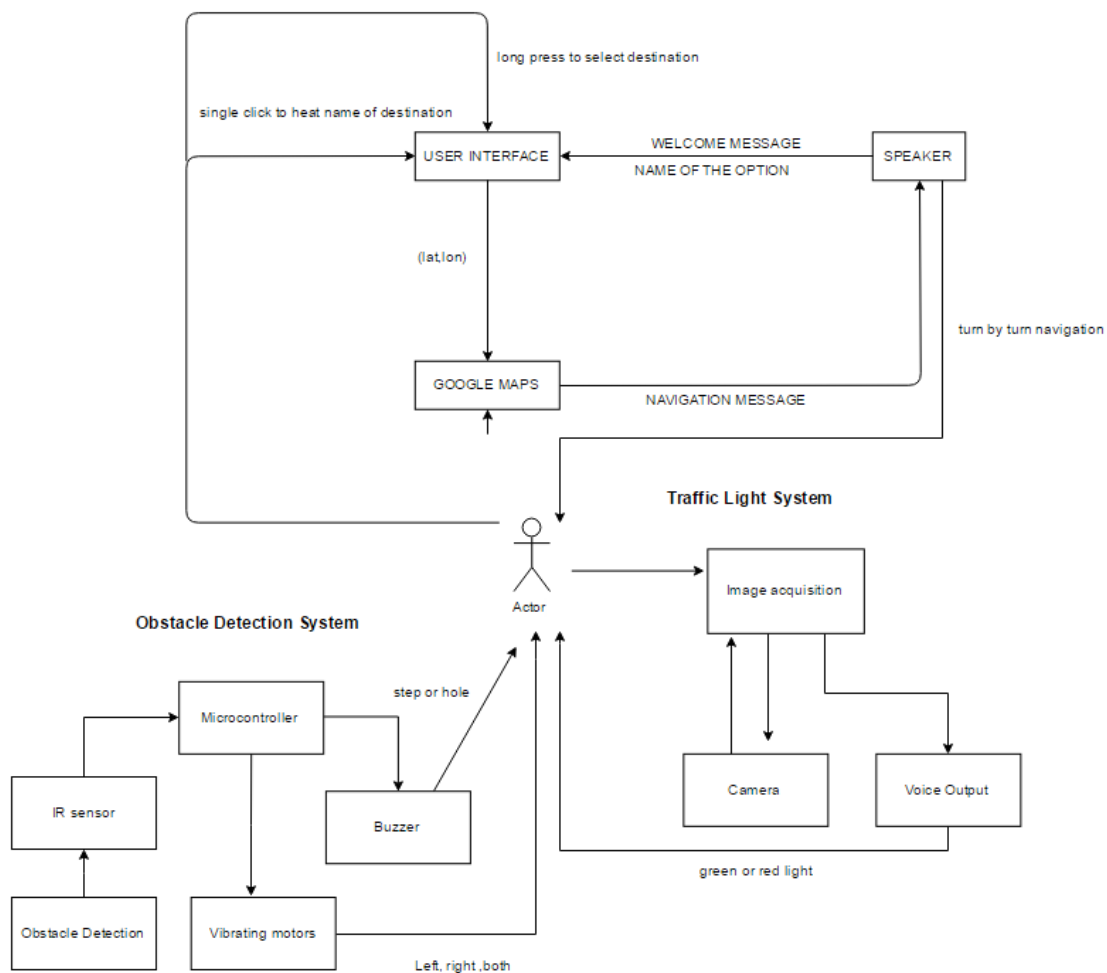 long press to select destination
single click to heat name of destination
USER INTERFACE
WELCOME MESSAGE
NAME OF THE OPTION
SPEAKER
(lat,lon)
turn by turn navigation
GOOGLE MAPS
NAVIGATION MESSAGE
Traffic Light System
Actor
Image acquisition
Obstacle Detection System
step or hole
Microcontroller
IR sensor
Buzzer
Camera
Voice Output
green or red light
Obstacle Detection
Vibrating motors
Left, right ,both